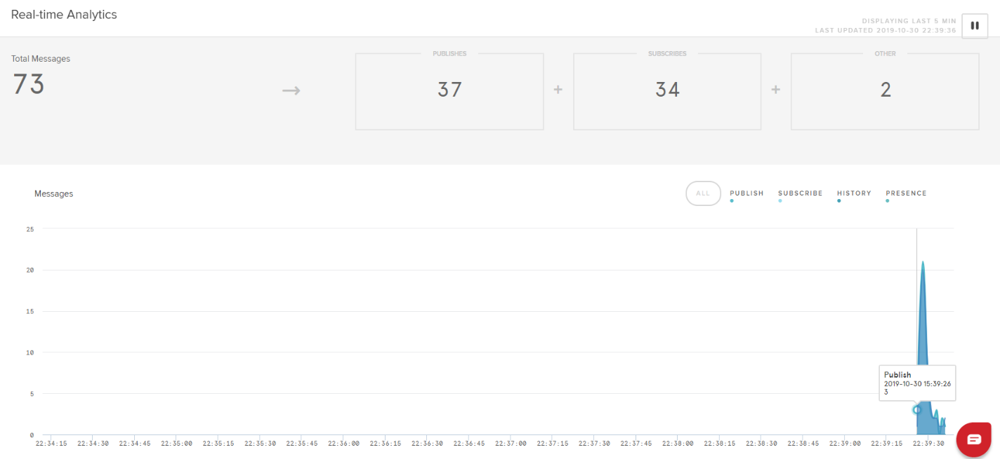 Real-time Analytics
DISPLAYING LAST 5 MIN
LAST UPDATED 2019-10-30 22:39:36
Total Messages
73
→
PUBLISHES
37
+
SUBSCRIBES
34
+
OTHER
2
Messages
ALL
PUBLISH
SUBSCRIBE
HISTORY
PRESENCE
25
20
15
10
5
0
Publish
2019-10-30 15:39:26
3
22:34:15 22:34:30 22:34:45 22:35:00 22:35:15 22:35:30 22:35:45 22:36:00 22:36:15 22:36:30 22:36:45 22:37:00 22:37:15 22:37:30 22:37:45 22:38:00 22:38:15 22:38:30 22:38:45 22:39:00 22:39:15 22:39:30